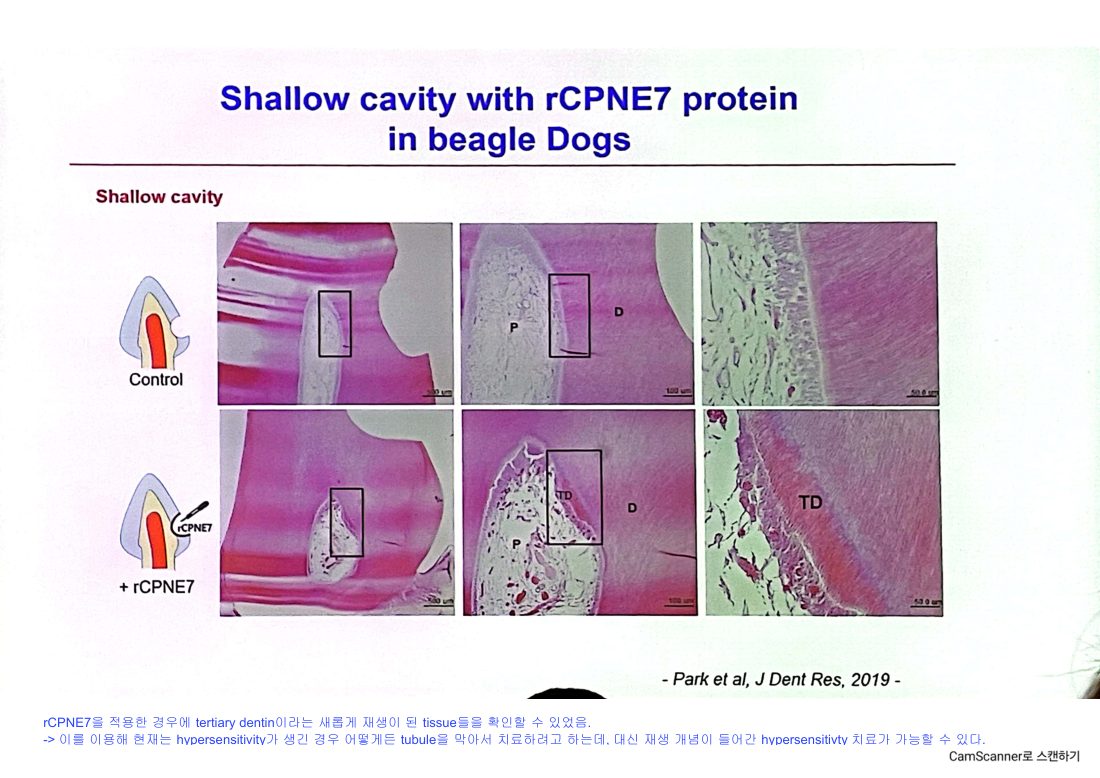 Shallow cavity with rCPNE7 protein
in beagle Dogs
Shallow cavity
P
D
50.0 um
Control
TD
P
D
TD
rCPNE7
+ rCPNE7
100 um
50.0 um
- Park et al, J Dent Res, 2019 -
rCPNE7을 적용한 경우에 tertiary dentin이라는 새롭게 재생이 된 tissue들을 확인할 수 있었음.
-> 이를 이용해 현재는 hypersensitivity가 생긴 경우 어떻게든 tubule을 막아서 치료하려고 하는데, 대신 재생 개념이 들어간 hypersensitivty 치료가 가능할 수 있다.
CamScanner로 스캔하기